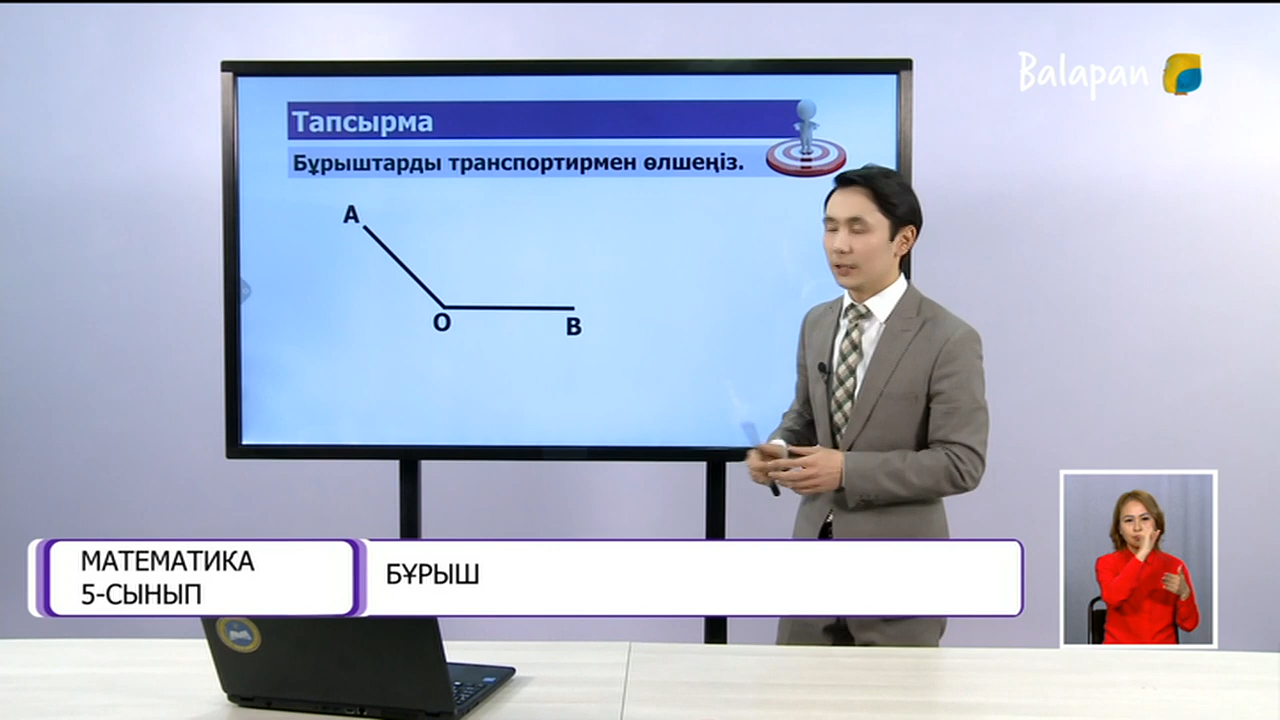 Balapan
Тапсырма
Бұрыштарды транспортирмен өлшеңіз.
A
O
B
МАТЕМАТИКА
5-СЫНЫП
БҰРЫШ